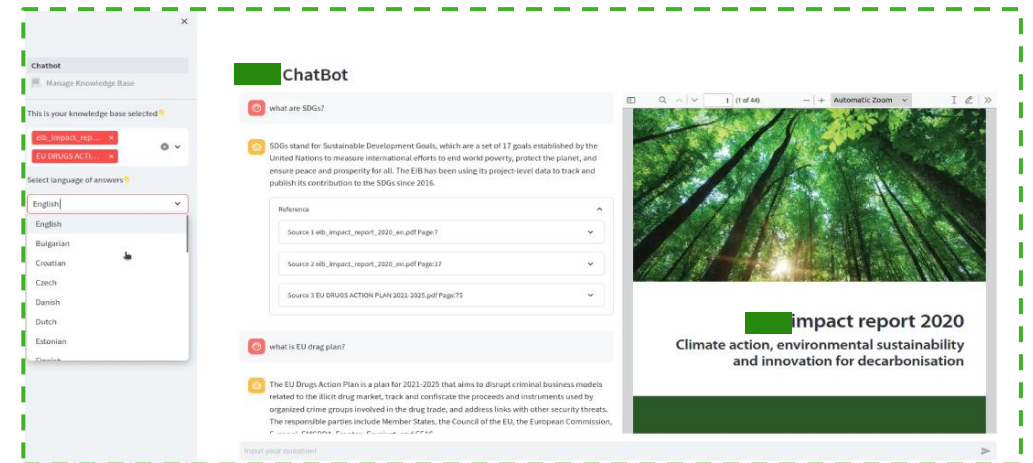 ×
Chatbot
Manage Knowledge Base
This is your knowledge base selected
eib_impact_rep... ×
EU DRUGS ACTI... ×
Select language of answers
English
English
Bulgarian
Croatian
Czech
Danish
Dutch
Estonian
ChatBot
what are SDGs?
SDGs stand for Sustainable Development Goals, which are a set of 17 goals established by the
United Nations to measure international efforts to end world poverty, protect the planet, and
ensure peace and prosperity for all. The EIB has been using its project-level data to track and
publish its contribution to the SDGs since 2016.
Reference
Source 1 eib_impact_report_2020_en.pdf Page:7
Source 2 eib_impact_report_2020_en.pdf Page:17
Source 3 EU DRUGS ACTION PLAN 2021-2025.pdf Page:75
what is EU drag plan?
The EU Drugs Action Plan is a plan for 2021-2025 that aims to disrupt criminal business models
related to the illicit drug market, track and confiscate the proceeds and instruments used by
organized crime groups involved in the drug trade, and address links with other security threats.
The responsible parties include Member States, the Council of the EU, the European Commission,
Input your question!
1 (1 of 44)
Automatic Zoom
impact report 2020
Climate action, environmental sustainability
and innovation for decarbonisation